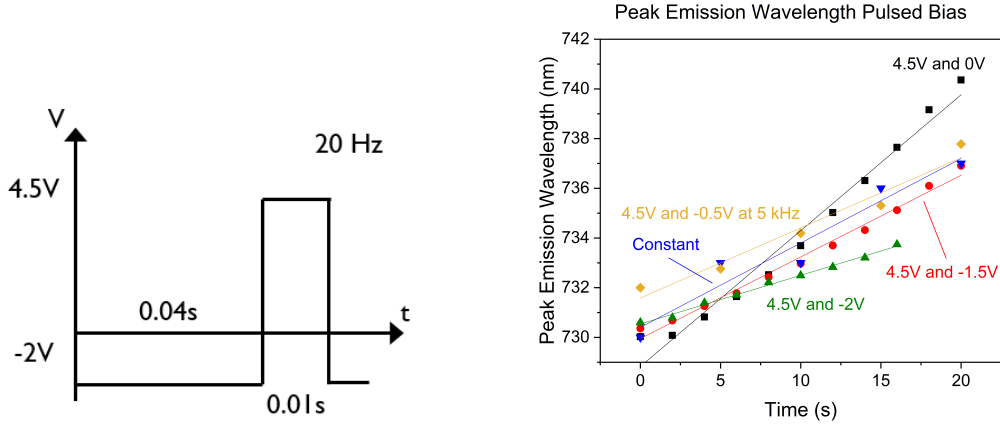 V
20 Hz
4.5V
0.04s
t
-2V
0.01s
Peak Emission Wavelength Pulsed Bias
Peak Emission Wavelength (nm)
742
740
738
736
734
732
730
4.5V and 0V
4.5V and -0.5V at 5 kHz
Constant
4.5V and -1.5V
4.5V and -2V
0
5
10
15
20
Time (s)